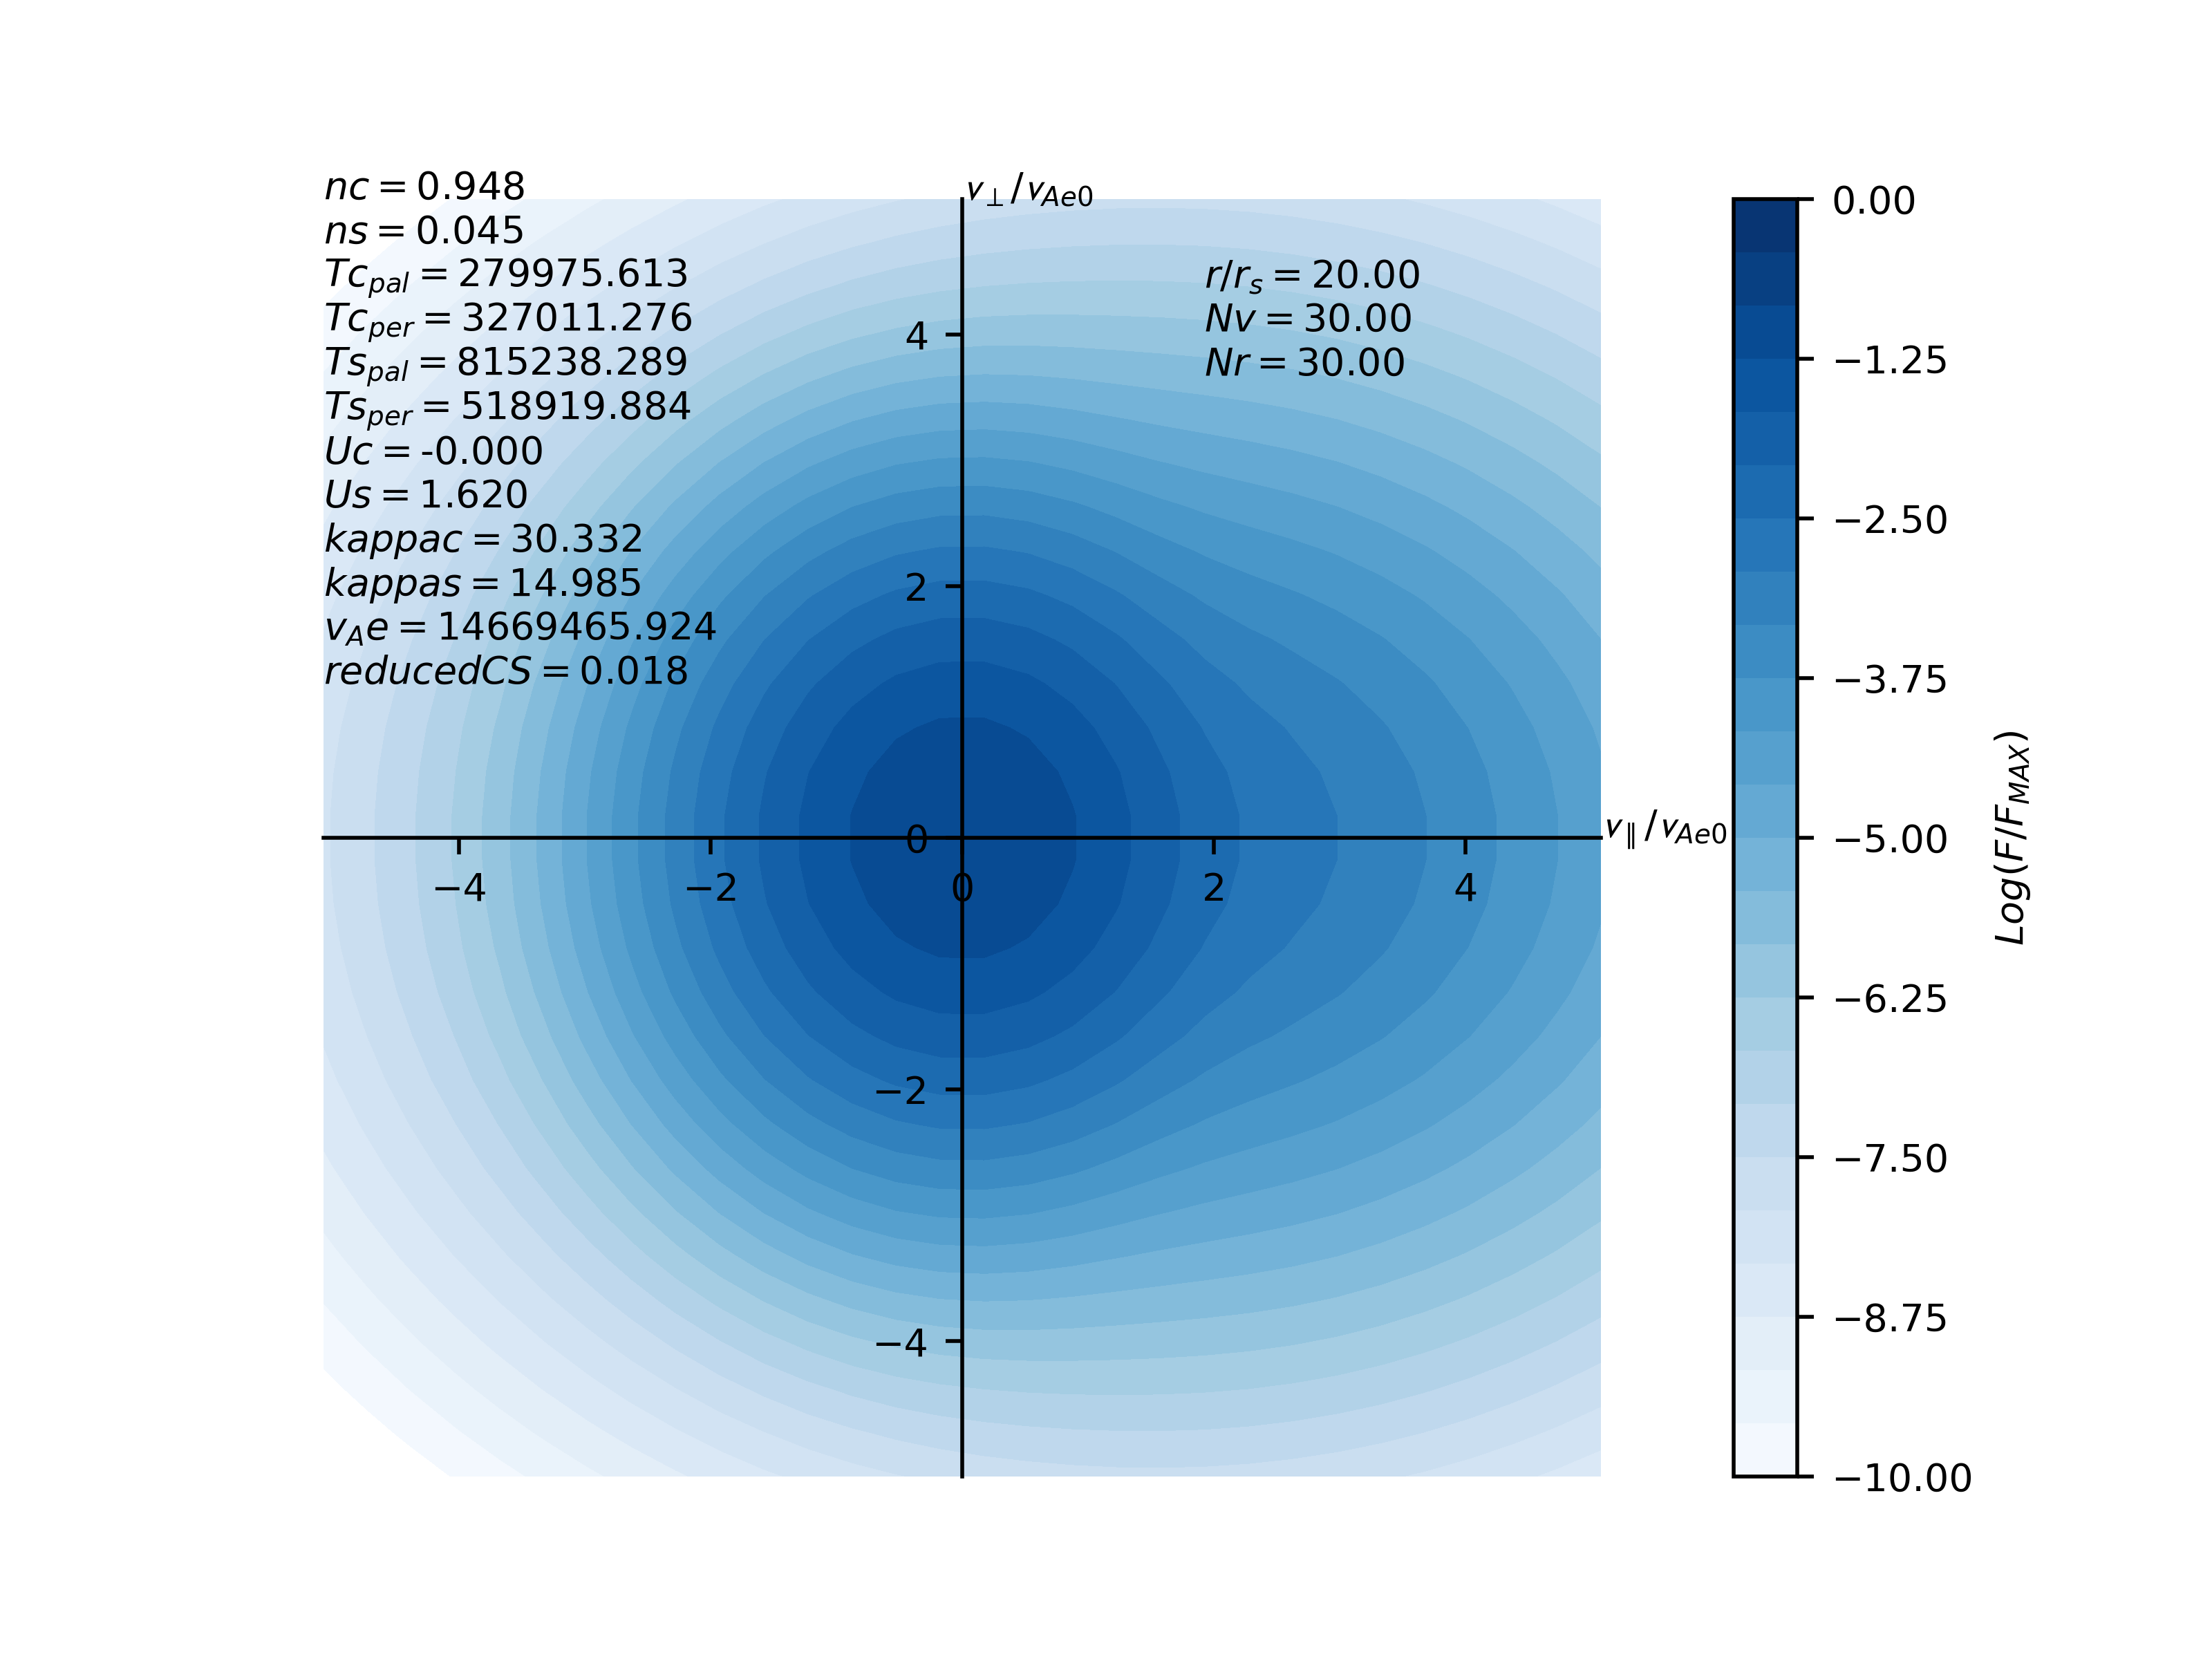 nc = 0.948
ns = 0.045
Tc_pal = 279975.613
Tc_per = 327011.276
Ts_pal = 815238.289
Ts_per = 518919.884
Uc = -0.000
Us = 1.620
kappac = 30.332
kappas = 14.985
v_A e = 14669465.924
reducedCS = 0.018
v⊥/v_Ae0
r/r_s = 20.00
Nv = 30.00
Nr = 30.00
4
2
0
−2
−4
−4
−2
0
2
4
v∥/v_Ae0
0.00
−1.25
−2.50
−3.75
−5.00
−6.25
−7.50
−8.75
−10.00
Log(F/F_MAX)